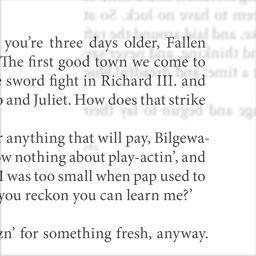 you're three days older, Fallen
The first good town we come to
sword fight in Richard III. and
and Juliet. How does that strike
anything that will pay, Bilgewa-
nothing about play-actin', and
I was too small when pap used to
you reckon you can learn me?'
for something fresh, anyway.